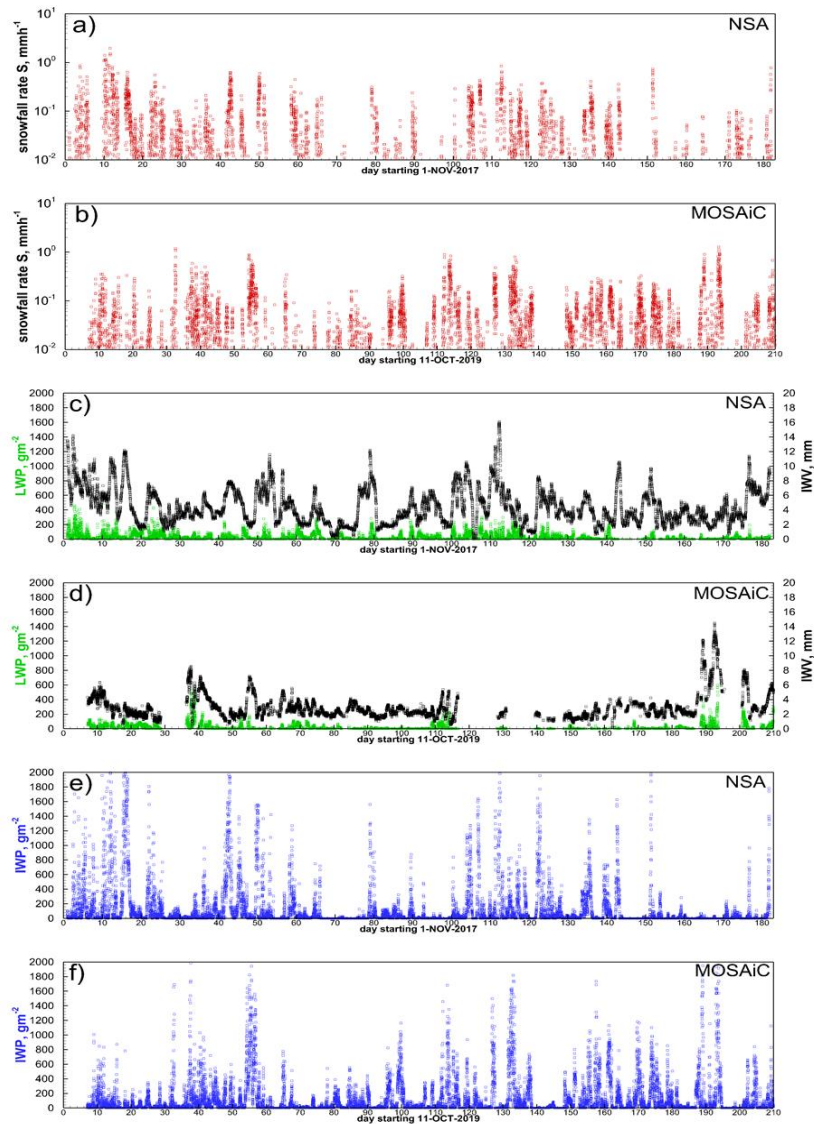 a)
NSA
snowfall rate S, mmh-1
10^1
10^0
10^-1
10^-2
0 10 20 30 40 50 60 70 80 90 100 110 120 130 140 150 160 170 180
day starting 1-NOV-2017
b)
MOSAiC
snowfall rate S, mmh-1
10^1
10^0
10^-1
10^-2
0 10 20 30 40 50 60 70 80 90 100 110 120 130 140 150 160 170 180 190 200 210
day starting 11-OCT-2019
c)
NSA
LWP, gm-2
2000 1800 1600 1400 1200 1000 800 600 400 200 0
20 18 16 14 12 10 8 6 4 2 0
IWV, mm
0 10 20 30 40 50 60 70 80 90 100 110 120 130 140 150 160 170 180
day starting 1-NOV-2017
d)
MOSAiC
LWP, gm-2
2000 1800 1600 1400 1200 1000 800 600 400 200 0
20 18 16 14 12 10 8 6 4 2 0
IWV, mm
0 10 20 30 40 50 60 70 80 90 100 110 120 130 140 150 160 170 180 190 200 210
day starting 11-OCT-2019
e)
NSA
IWP, gm-2
2000 1800 1600 1400 1200 1000 800 600 400 200 0
0 10 20 30 40 50 60 70 80 90 100 110 120 130 140 150 160 170 180
day starting 1-NOV-2017
f)
MOSAiC
IWP, gm-2
2000 1800 1600 1400 1200 1000 800 600 400 200 0
0 10 20 30 40 50 60 70 80 90 100 110 120 130 140 150 160 170 180 190 200 210
day starting 11-OCT-2019